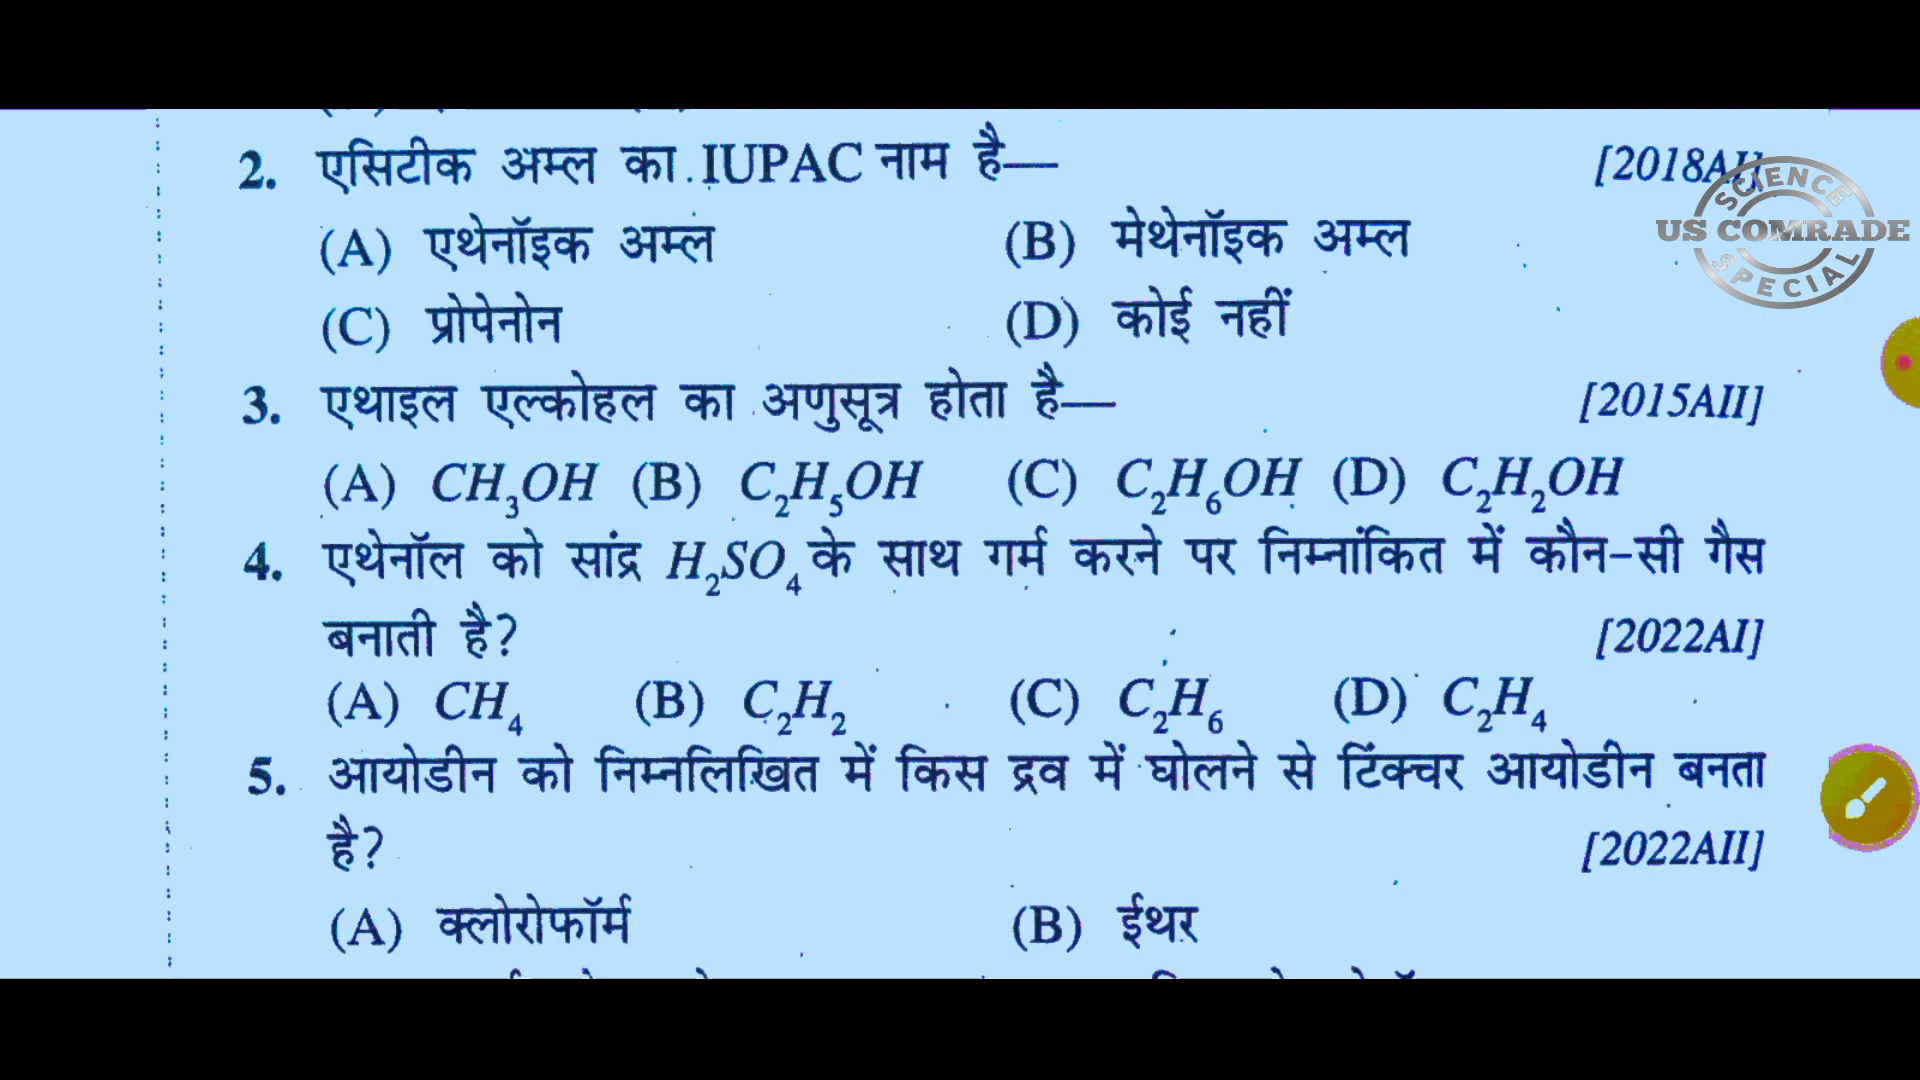 2. एसिटीक अम्ल का IUPAC नाम है— [2018AI]
(A) एथेनॉइक अम्ल (B) मेथेनॉइक अम्ल
(C) प्रोपेनोन (D) कोई नहीं
3. एथाइल एल्कोहल का अणुसूत्र होता है— [2015AII]
(A) CH₃OH (B) C₂H₅OH (C) C₂H₆OH (D) C₂H₂OH
4. एथेनॉल को सांद्र H₂SO₄ के साथ गर्म करने पर निम्नांकित में कौन-सी गैस
बनाती है? [2022AI]
(A) CH₄ (B) C₂H₂ (C) C₂H₆ (D) C₂H₄
5. आयोडीन को निम्नलिखित में किस द्रव में घोलने से टिंक्चर आयोडीन बनता
है? [2022AII]
(A) क्लोरोफॉर्म (B) ईथर
SCIENCE
US COMRADE
SPECIAL